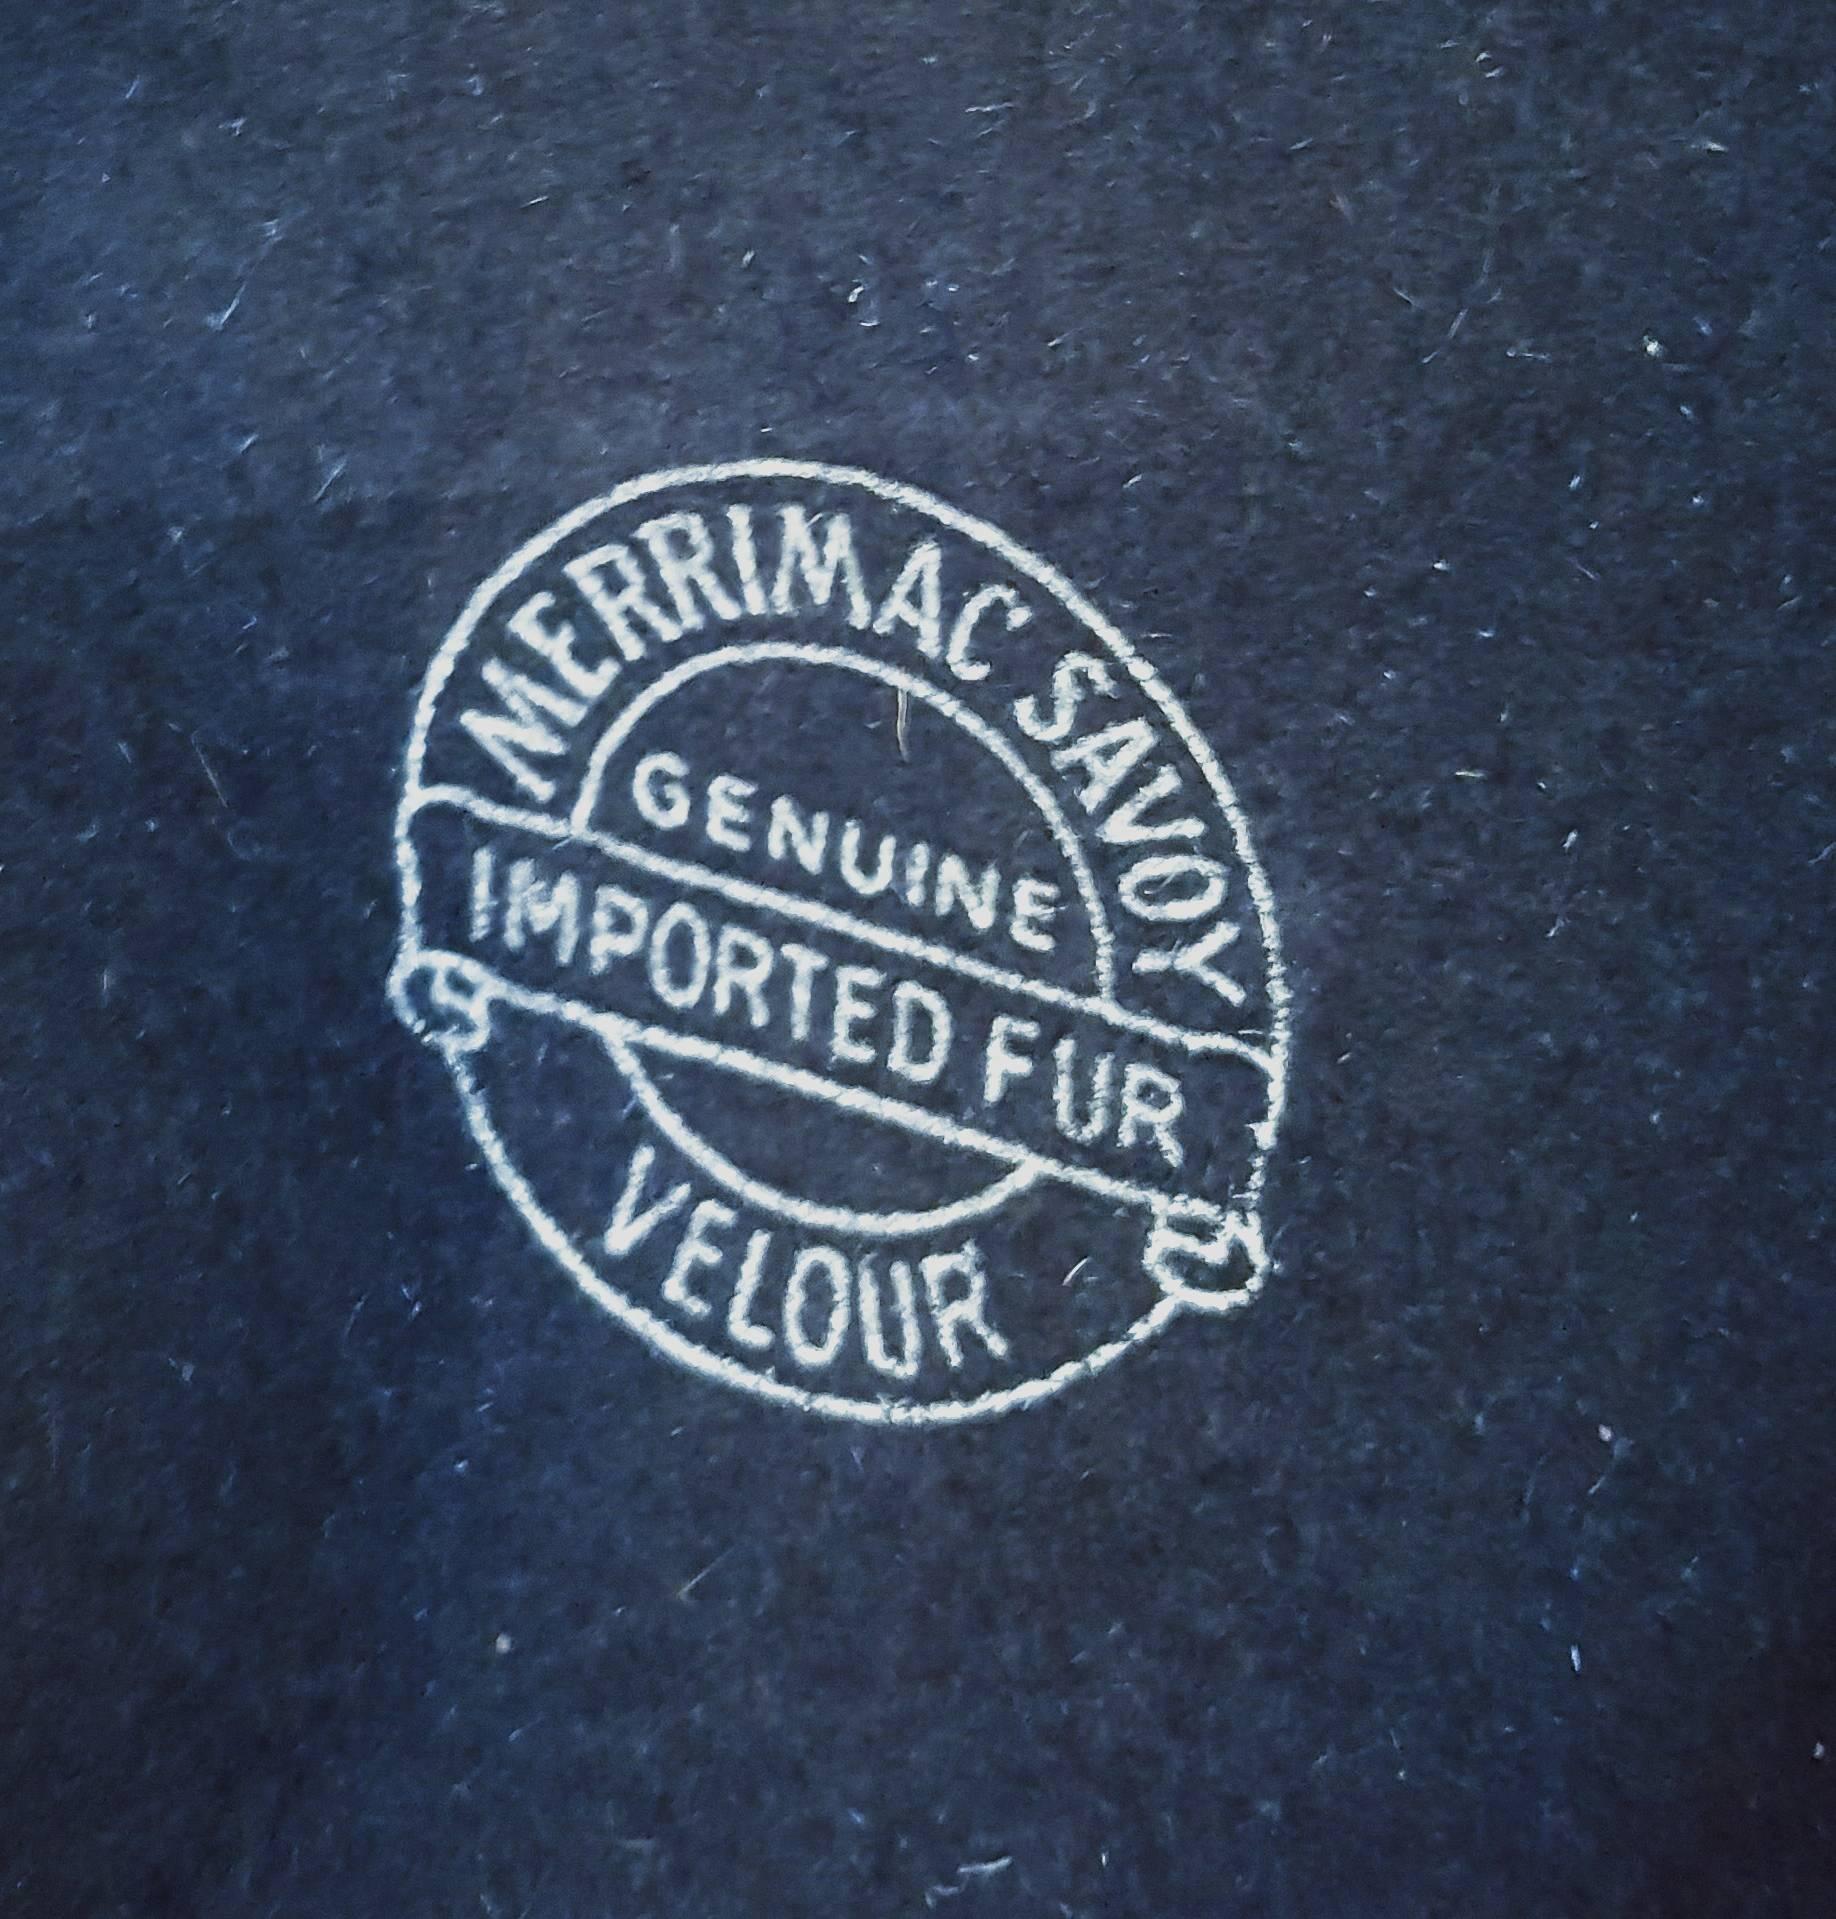 MERRIMAC SAVOY
GENUINE
IMPORTED FUR
VELOUR